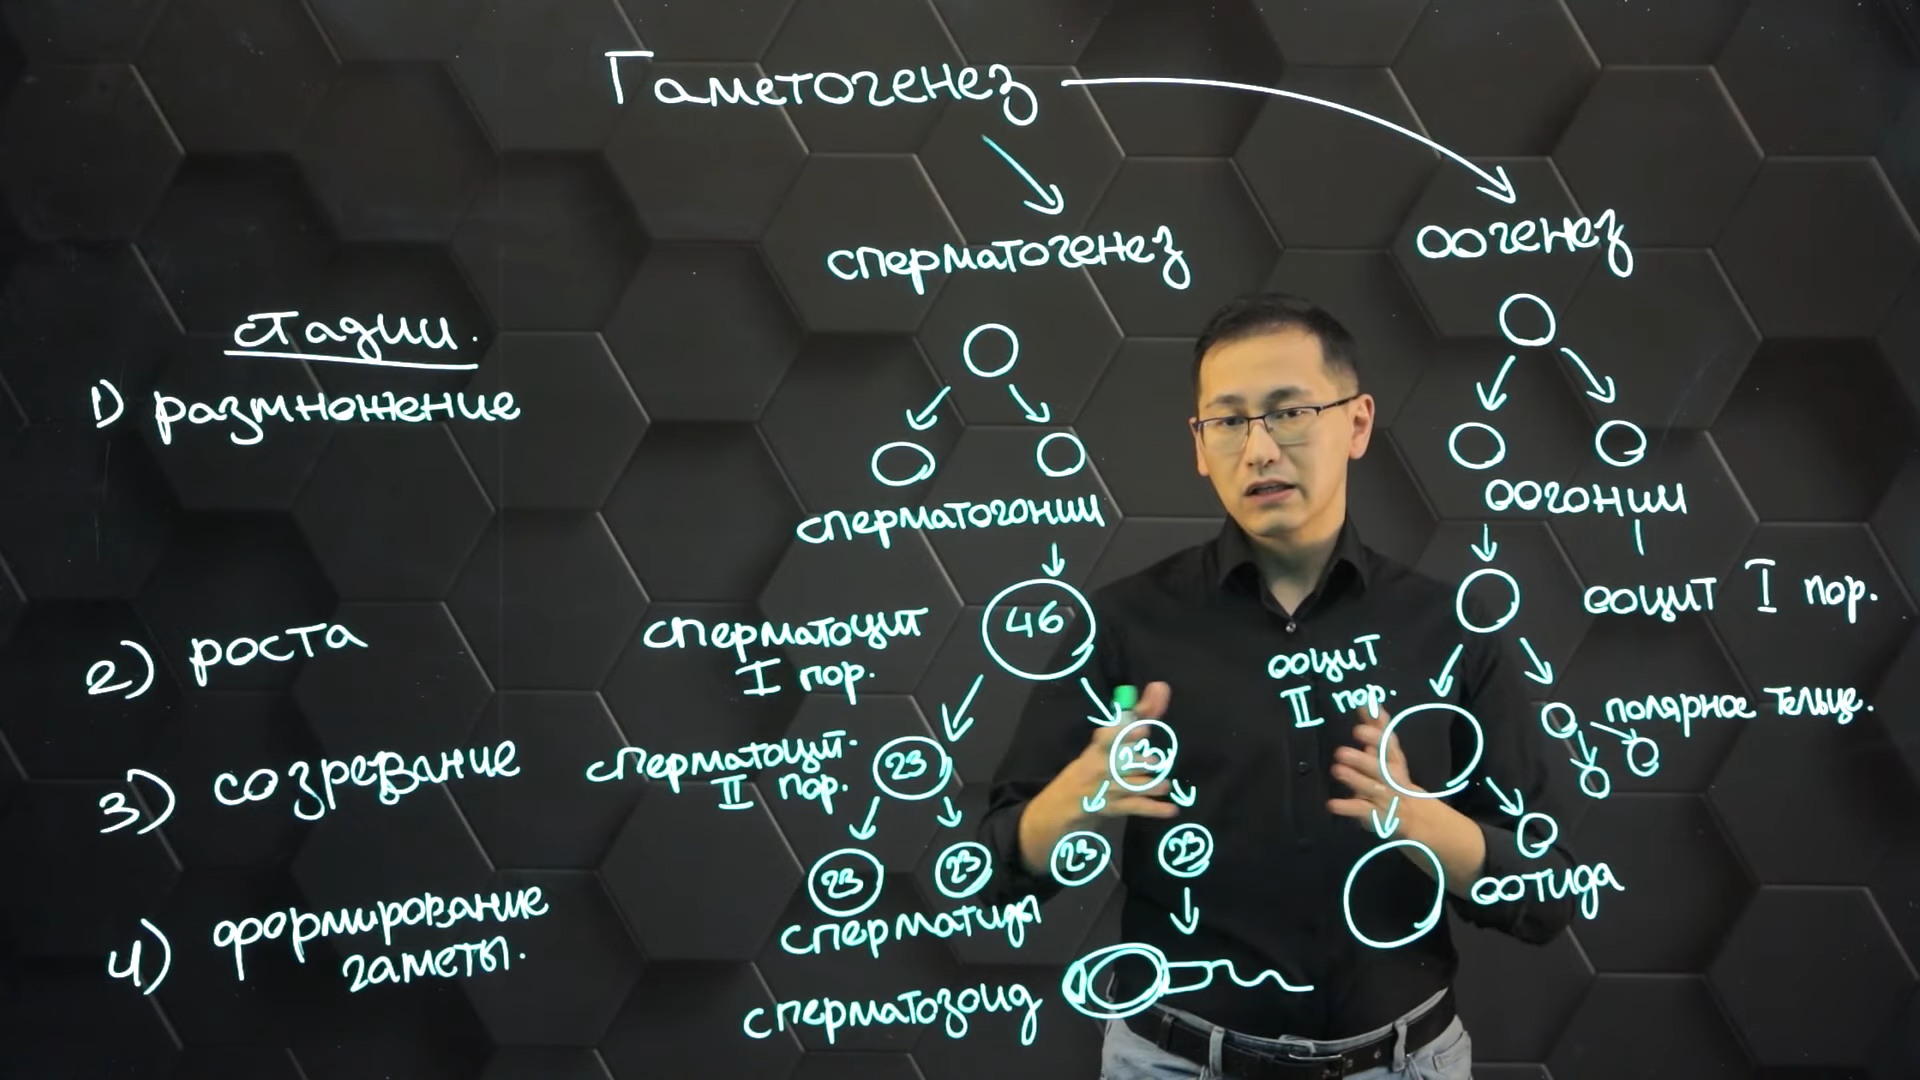 Гаметогенез
сперматогенез
оогенез
стадии.
1) размножение
сперматогонии
оогонии
ооцит I пор.
2) роста
сперматоцит
I пор.
46
ооцит
II пор.
полярное тельце.
3) созревание
сперматоцит
II пор.
23 23
23 23 23 23
сперматиды
оотида
4) формирование
гаметы.
сперматозоид